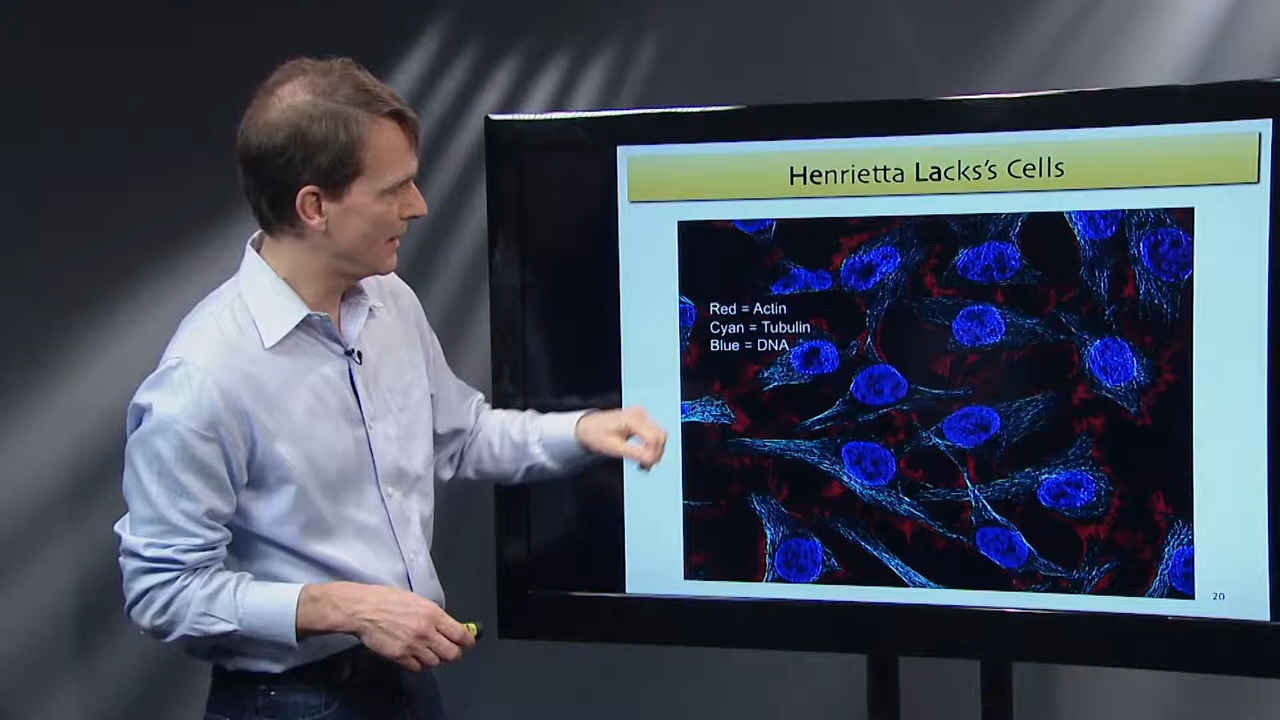 Henrietta Lacks's Cells
Red = Actin
Cyan = Tubulin
Blue = DNA
20